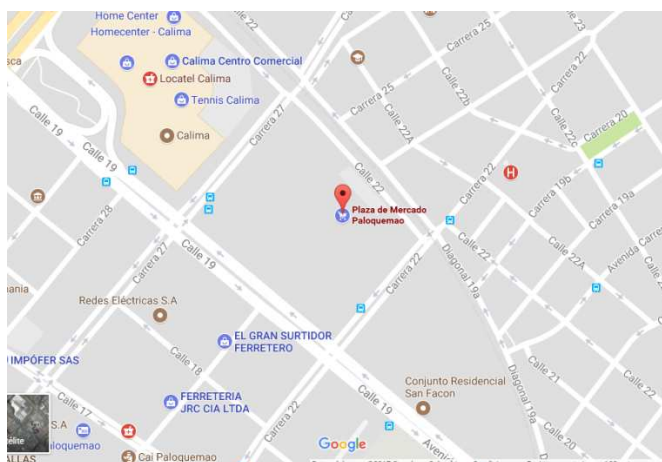 Home Center
Homecenter - Calima
Calima Centro Comercial
Locatel Calima
Tennis Calima
Calima
Calle 22
Carrera 25
Calle 23
Carrera 22
Carrera 20
Calle 22c
Calle 22b
Carrera 25
Calle 22A
Carrera 27
Calle 19
Calle 19
Calle 22
Carrera 22
Carrera 19b
Carrera 19a
Plaza de Mercado
Paloquemao
Carrera 28
Carrera 27
Calle 19
Carrera 22
Diagonal 19a
Calle 22
Calle 22A
Avenida Carrera
Redes Eléctricas S.A
EL GRAN SURTIDOR
FERRETERO
Calle 18
IMPÓFER SAS
FERRETERIA
JRC CIA LTDA
Conjunto Residencial
San Facon
Calle 21
Calle 22
Diagonal 19a
Calle 20
Calle 17
Carrera 22
Cai Paloquemao
Google